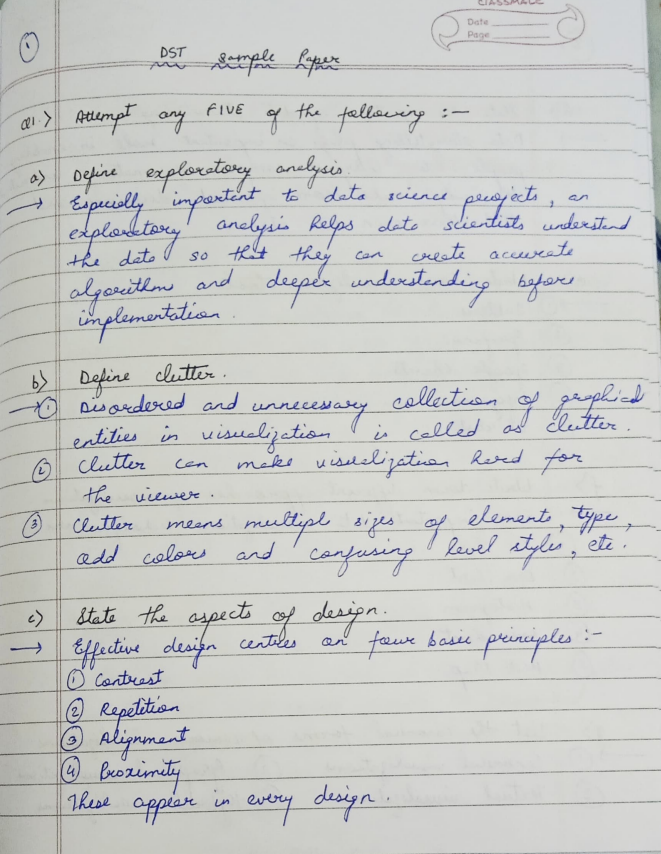 CLASSMATE
Date
Page
①
DST Sample Paper
Q1.> Attempt any FIVE of the following :-
a) Define exploratory analysis.
→ Especially important to data science projects, an
exploratory analysis helps data scientists understand
the data so that they can create accurate
algorithm and deeper understanding before
implementation.
b) Define clutter.
→ ① Disordered and unnecessary collection of graphical
entities in visualization is called as clutter.
② Clutter can make visualization hard for
the viewer.
③ Clutter means multiple sizes of elements, type,
odd colors and confusing level styles, etc.
c) State the aspects of design.
→ Effective design centres on four basic principles :-
① Contrast
② Repetition
③ Alignment
④ Proximity
These appear in every design.